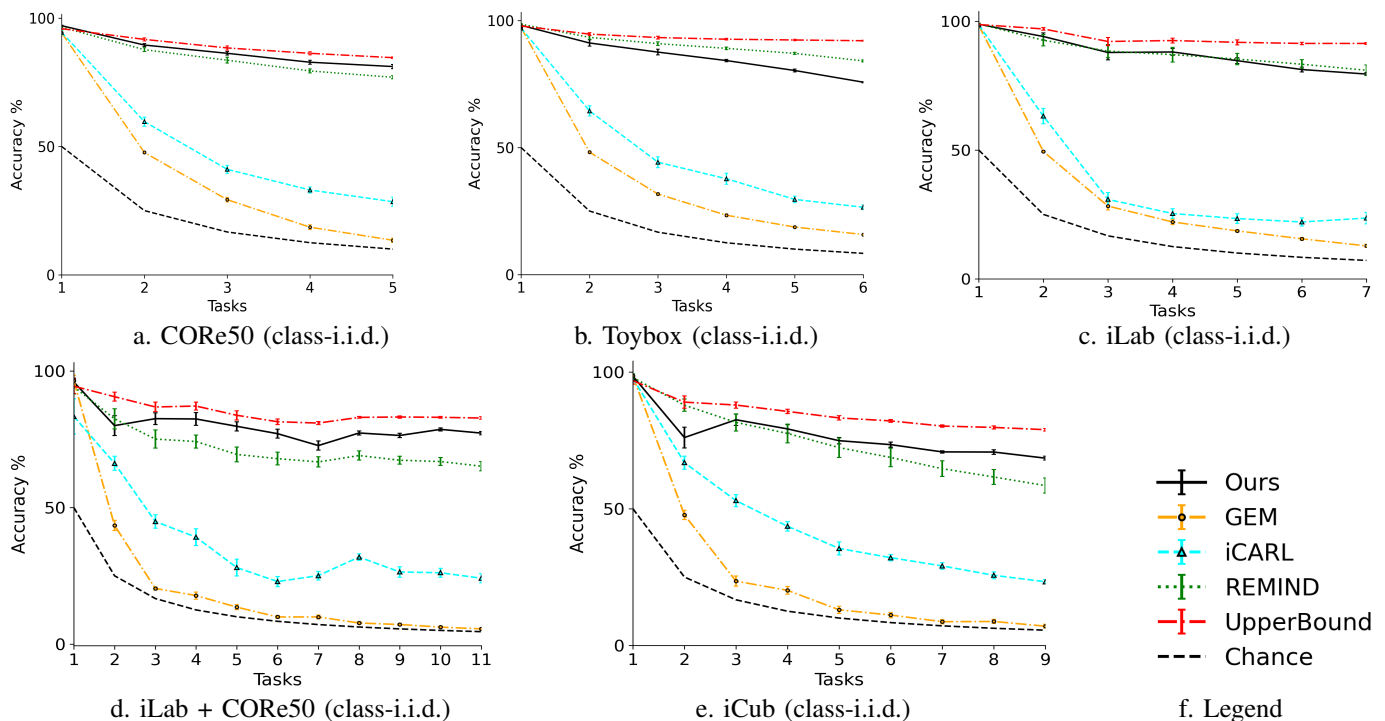 100
50
0
Accuracy %
1 2 3 4 5
Tasks
a. CORe50 (class-i.i.d.)
100
50
0
Accuracy %
1 2 3 4 5 6
Tasks
b. Toybox (class-i.i.d.)
100
50
0
Accuracy %
1 2 3 4 5 6 7
Tasks
c. iLab (class-i.i.d.)
100
50
0
Accuracy %
1 2 3 4 5 6 7 8 9 10 11
Tasks
d. iLab + CORe50 (class-i.i.d.)
100
50
0
Accuracy %
1 2 3 4 5 6 7 8 9
Tasks
e. iCub (class-i.i.d.)
Ours
GEM
iCARL
REMIND
UpperBound
Chance
f. Legend